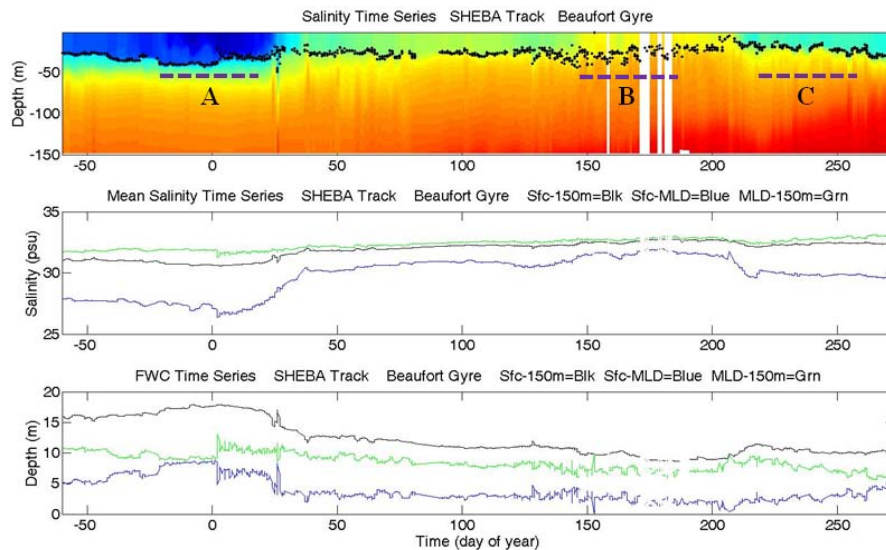 Salinity Time Series SHEBA Track Beaufort Gyre
Depth (m)
-50
-100
-150
A
B
C
-50 0 50 100 150 200 250
Mean Salinity Time Series SHEBA Track Beaufort Gyre Sfc-150m=Blk Sfc-MLD=Blue MLD-150m=Grn
Salinity (psu)
35
30
25
-50 0 50 100 150 200 250
FWC Time Series SHEBA Track Beaufort Gyre Sfc-150m=Blk Sfc-MLD=Blue MLD-150m=Grn
Depth (m)
20
15
10
5
0
-50 0 50 100 150 200 250
Time (day of year)